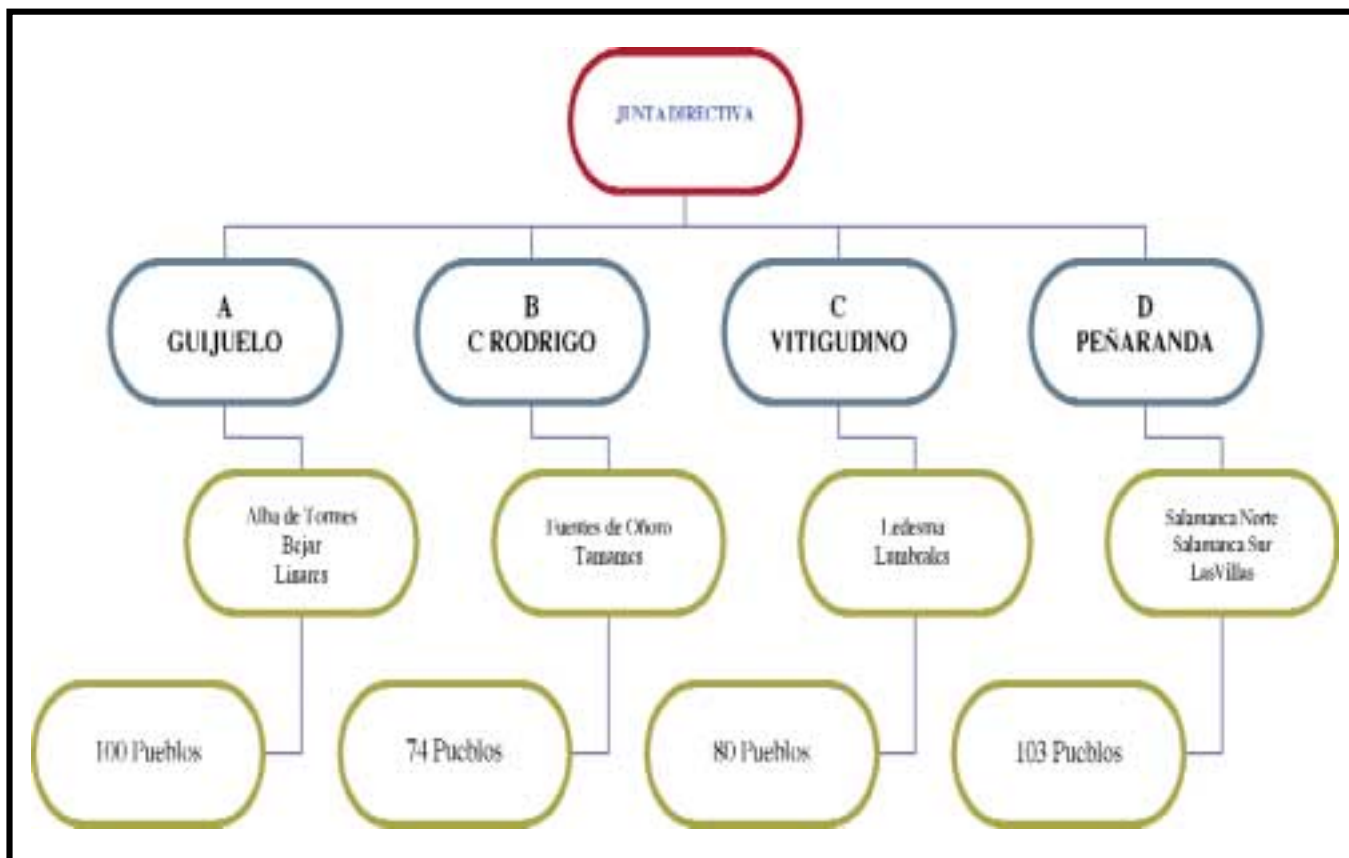 JUNTA DIRECTIVA
A
GUIJUELO
B
C RODRIGO
C
VITIGUDINO
D
PEÑARANDA
Alba de Tormes
Bejar
Linares
Fuentes de Oñoro
Tamames
Ledesma
Lumbrales
Salamanca Norte
Salamanca Sur
LasVillas
100 Pueblos
74 Pueblos
80 Pueblos
103 Pueblos